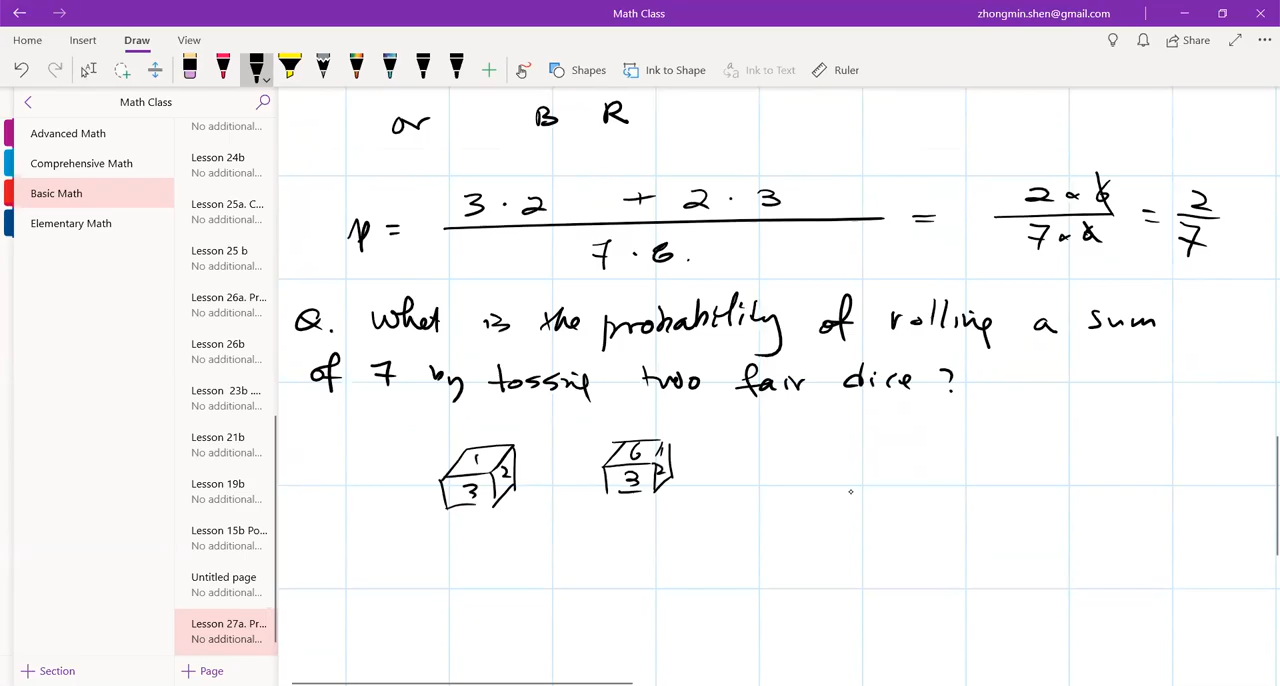 Math Class
zhongmin.shen@gmail.com
Home Insert Draw View
Share
Shapes
Ink to Shape
Ink to Text
Ruler
Math Class
Advanced Math
Comprehensive Math
Basic Math
Elementary Math
No additional...
Lesson 24b
No additional...
Lesson 25a. C...
No additional...
Lesson 25 b
No additional...
Lesson 26a. Pr...
No additional...
Lesson 26b
No additional...
Lesson 23b ....
No additional...
Lesson 21b
No additional...
Lesson 19b
No additional...
Lesson 15b Po...
No additional...
Untitled page
No additional...
Lesson 27a. Pr...
No additional...
Section
Page
or B R
3 · 2 + 2 · 3
p = =
7 · 6.
2 × 6
7 × 6
= 2
7
Q. What is the probability of rolling a sum
of 7 by tossing two fair dice ?
1 2 3
6 1 2 3